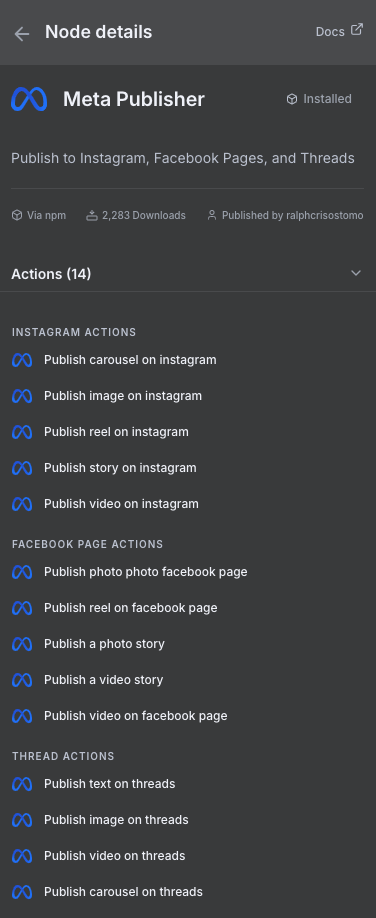 Node details
Docs
Meta Publisher
Installed
Publish to Instagram, Facebook Pages, and Threads
Via npm
2,283 Downloads
Published by ralphcrisostomo
Actions (14)
INSTAGRAM ACTIONS
Publish carousel on instagram
Publish image on instagram
Publish reel on instagram
Publish story on instagram
Publish video on instagram
FACEBOOK PAGE ACTIONS
Publish photo photo facebook page
Publish reel on facebook page
Publish a photo story
Publish a video story
Publish video on facebook page
THREAD ACTIONS
Publish text on threads
Publish image on threads
Publish video on threads
Publish carousel on threads